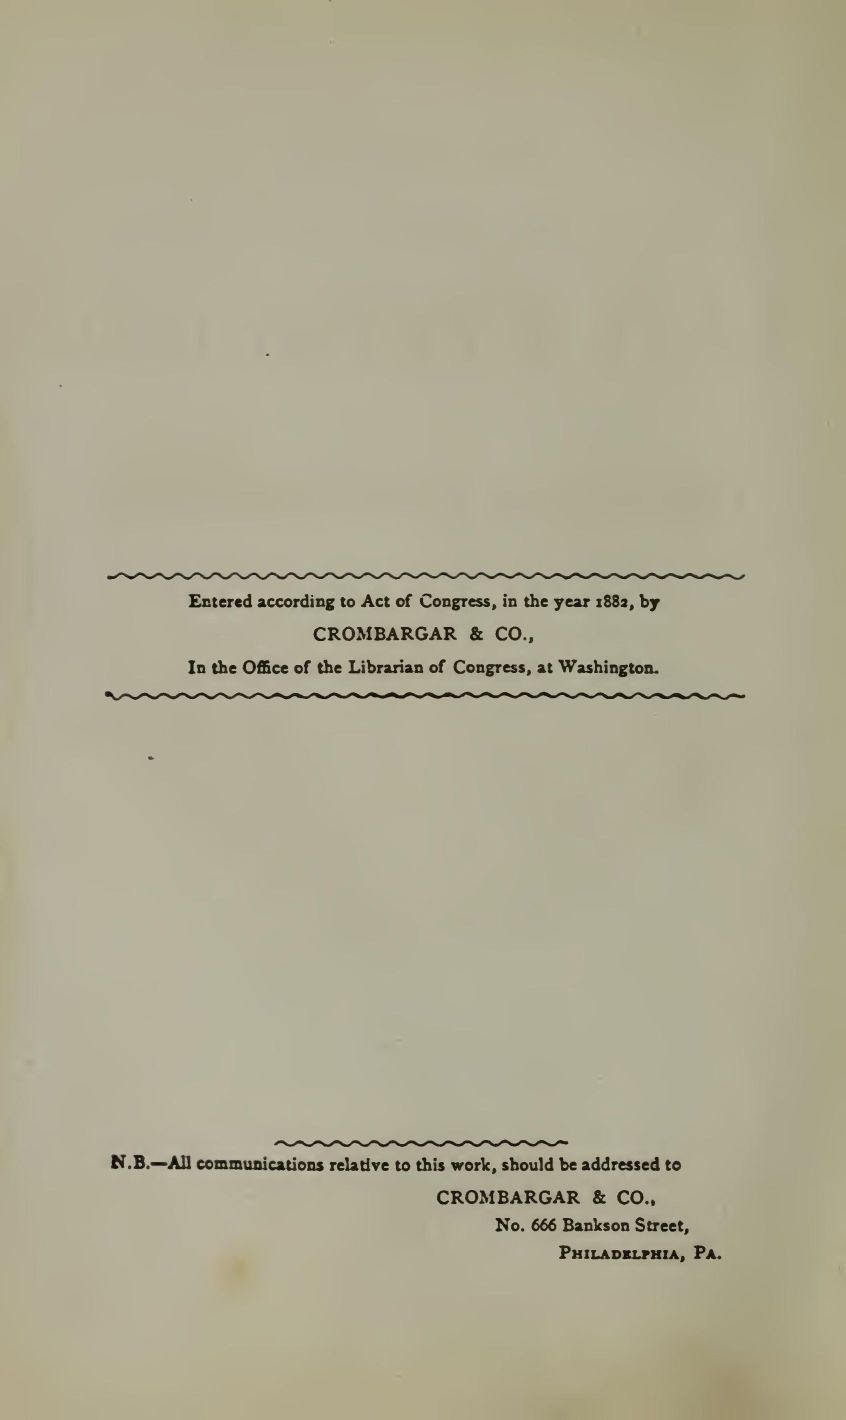 Entered according to Act of Congress, in the year 1882, by
CROMBARGAR & CO.,
In the Office of the Librarian of Congress, at Washington.
N.B.—All communications relative to this work, should be addressed to
CROMBARGAR & CO.,
No. 666 Bankson Street,
PHILADELPHIA, PA.